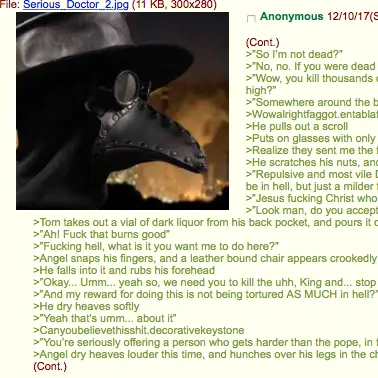 File: Serious_Doctor_2.jpg (11 KB, 300x280)
Anonymous 12/10/17(S
(Cont.)
>"So I'm not dead?"
>"No, no. If you were dead
>"Wow, you kill thousands
high?"
>"Somewhere around the b
>Wowalrightfaggot.entablat
>He pulls out a scroll
>Puts on glasses with only
>Realize they sent me the
>He scratches his nuts, and
>"Repulsive and most vile
be in hell, but just a milder
>"Jesus fucking Christ who
>"Look man, do you accept
>Tom takes out a vial of dark liquor from his back pocket, and pours it
>"Ah! Fuck that burns good"
>"Fucking hell, what is it you want me to do here?"
>Angel snaps his fingers, and a leather bound chair appears crookedly
>He falls into it and rubs his forehead
>"Okay... Umm... yeah so, we need you to kill the uhh, King and... stop
>"And my reward for doing this is not being tortured AS MUCH in hell?"
>He dry heaves softly
>"Yeah that's umm... about it"
>Canyoubelievethisshit.decorativekeystone
>"You're seriously offering a person who gets harder than the pope, in
>Angel dry heaves louder this time, and hunches over his legs in the
(Cont.)